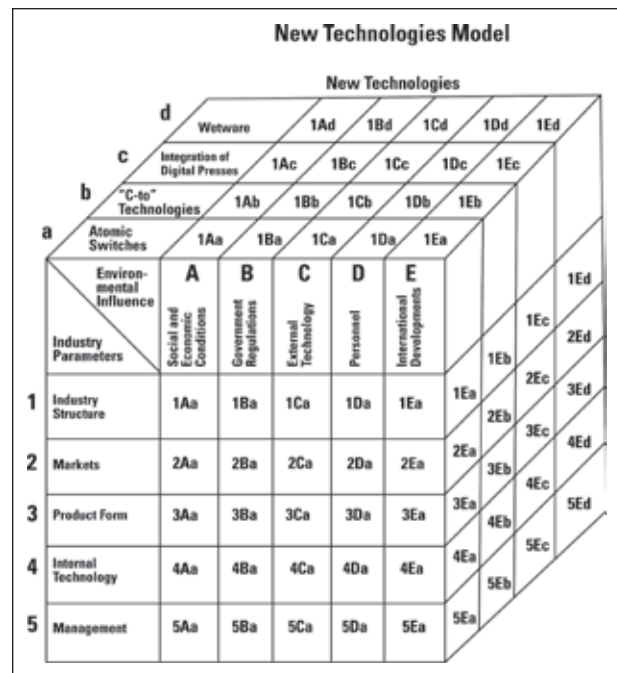 New Technologies Model
New Technologies
d
Wetware
1Ad 1Bd 1Cd 1Dd 1Ed
c
Integration of
Digital Presses
1Ac 1Bc 1Cc 1Dc 1Ec
b
"C-to"
Technologies
1Ab 1Bb 1Cb 1Db 1Eb
a
Atomic
Switches
1Aa 1Ba 1Ca 1Da 1Ea
Environ-
mental
Influence
Industry
Parameters
A
Social and
Economic
Conditions
B
Government
Regulations
C
External
Technology
D
Personnel
E
International
Developments
1
Industry
Structure
1Aa 1Ba 1Ca 1Da 1Ea
1Ea 1Eb 1Ec 1Ed
2
Markets
2Aa 2Ba 2Ca 2Da 2Ea
2Ea 2Eb 2Ec 2Ed
3
Product Form
3Aa 3Ba 3Ca 3Da 3Ea
3Ea 3Eb 3Ec 3Ed
4
Internal
Technology
4Aa 4Ba 4Ca 4Da 4Ea
4Ea 4Eb 4Ec 4Ed
5
Management
5Aa 5Ba 5Ca 5Da 5Ea
5Ea 5Eb 5Ec 5Ed